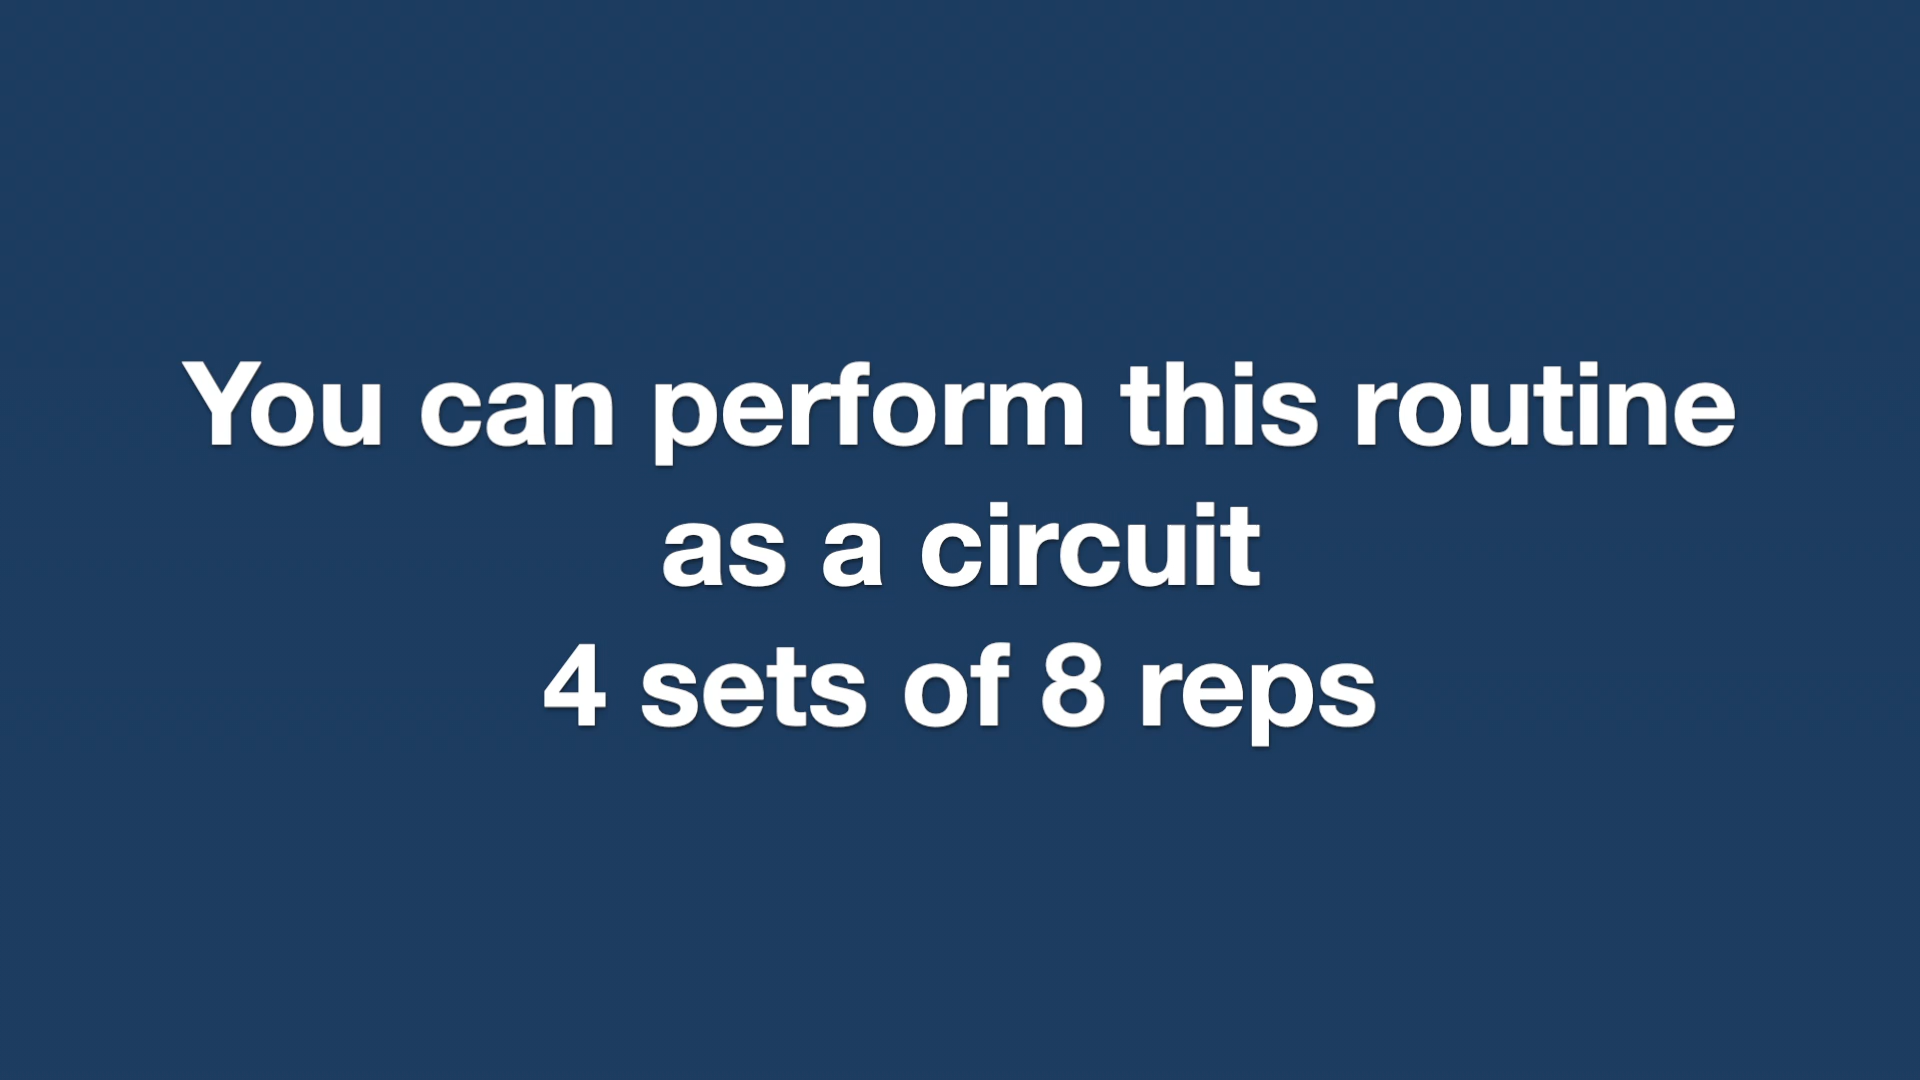 You can perform this routine
as a circuit
4 sets of 8 reps